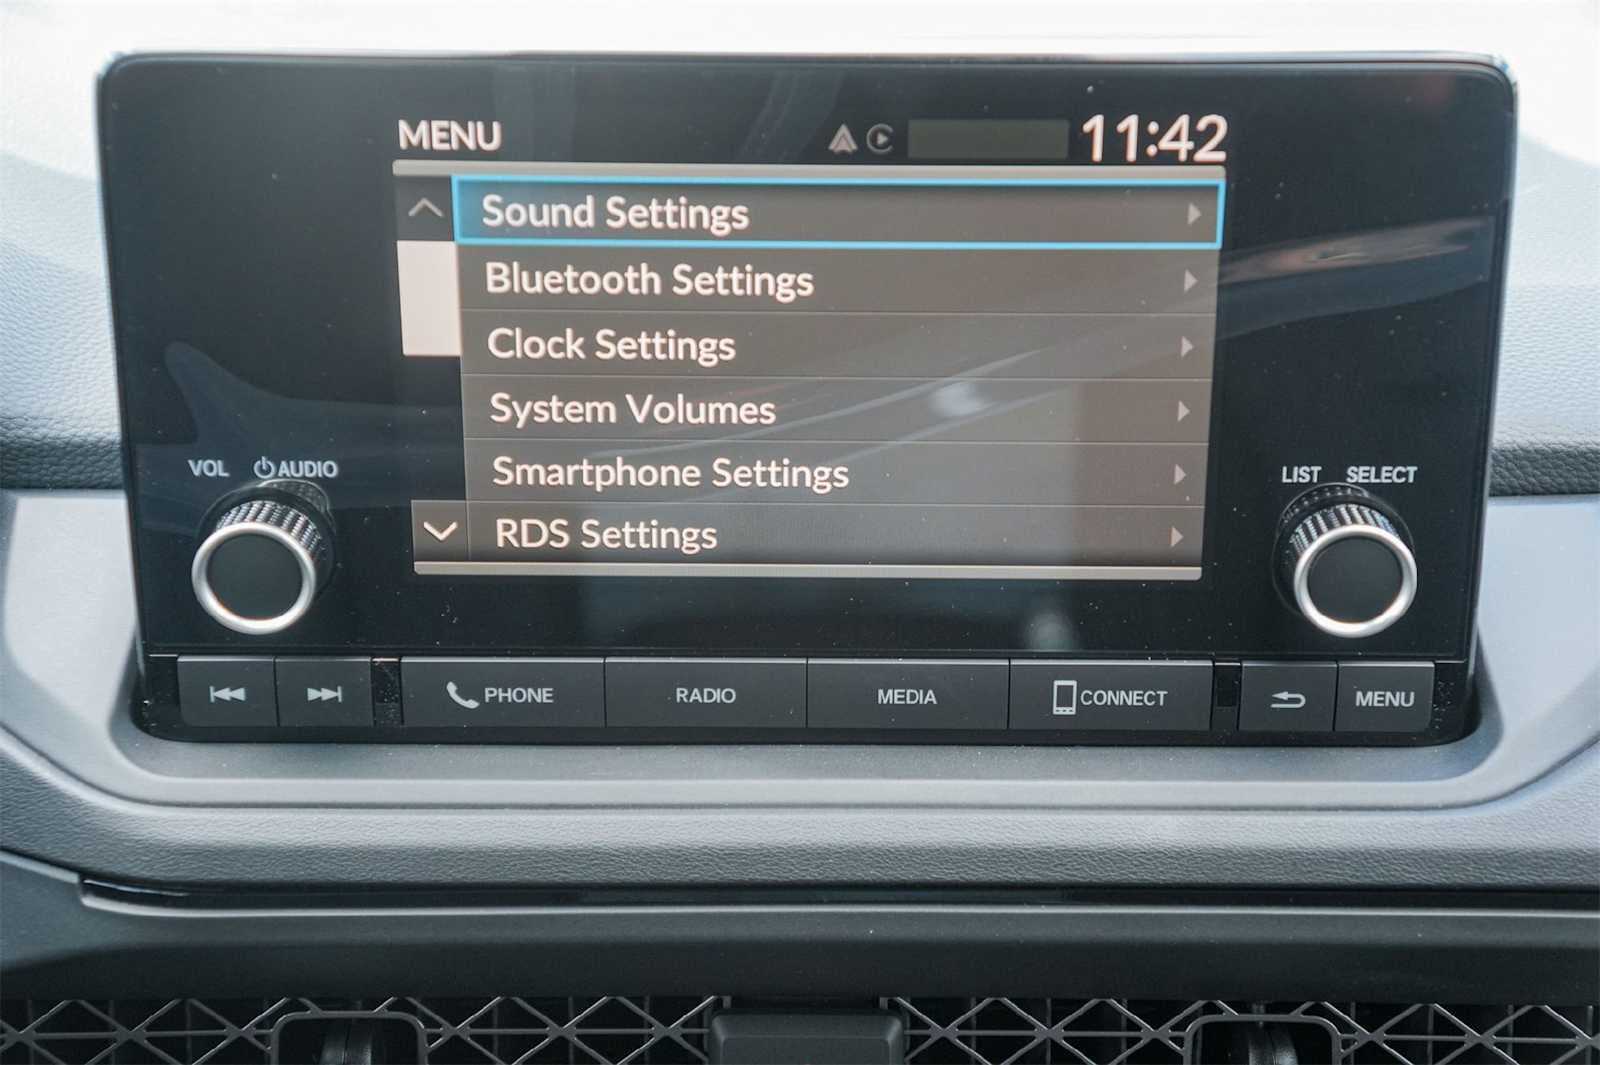 MENU 11:42
Sound Settings
Bluetooth Settings
Clock Settings
System Volumes
Smartphone Settings
RDS Settings
VOL AUDIO
LIST SELECT
PHONE RADIO MEDIA CONNECT MENU